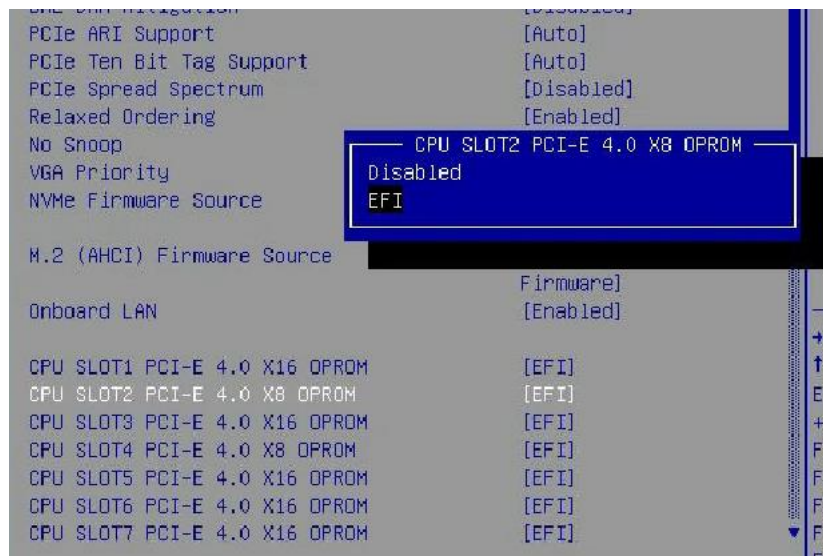 PCIe ARI Support [Auto]
PCIe Ten Bit Tag Support [Auto]
PCIe Spread Spectrum [Disabled]
Relaxed Ordering [Enabled]
No Snoop
CPU SLOT2 PCI-E 4.0 X8 OPROM
VGA Priority
Disabled
NVMe Firmware Source
EFI
M.2 (AHCI) Firmware Source
Firmware]
Onboard LAN [Enabled]
CPU SLOT1 PCI-E 4.0 X16 OPROM [EFI]
CPU SLOT2 PCI-E 4.0 X8 OPROM [EFI]
CPU SLOT3 PCI-E 4.0 X16 OPROM [EFI]
CPU SLOT4 PCI-E 4.0 X8 OPROM [EFI]
CPU SLOT5 PCI-E 4.0 X16 OPROM [EFI]
CPU SLOT6 PCI-E 4.0 X16 OPROM [EFI]
CPU SLOT7 PCI-E 4.0 X16 OPROM [EFI]